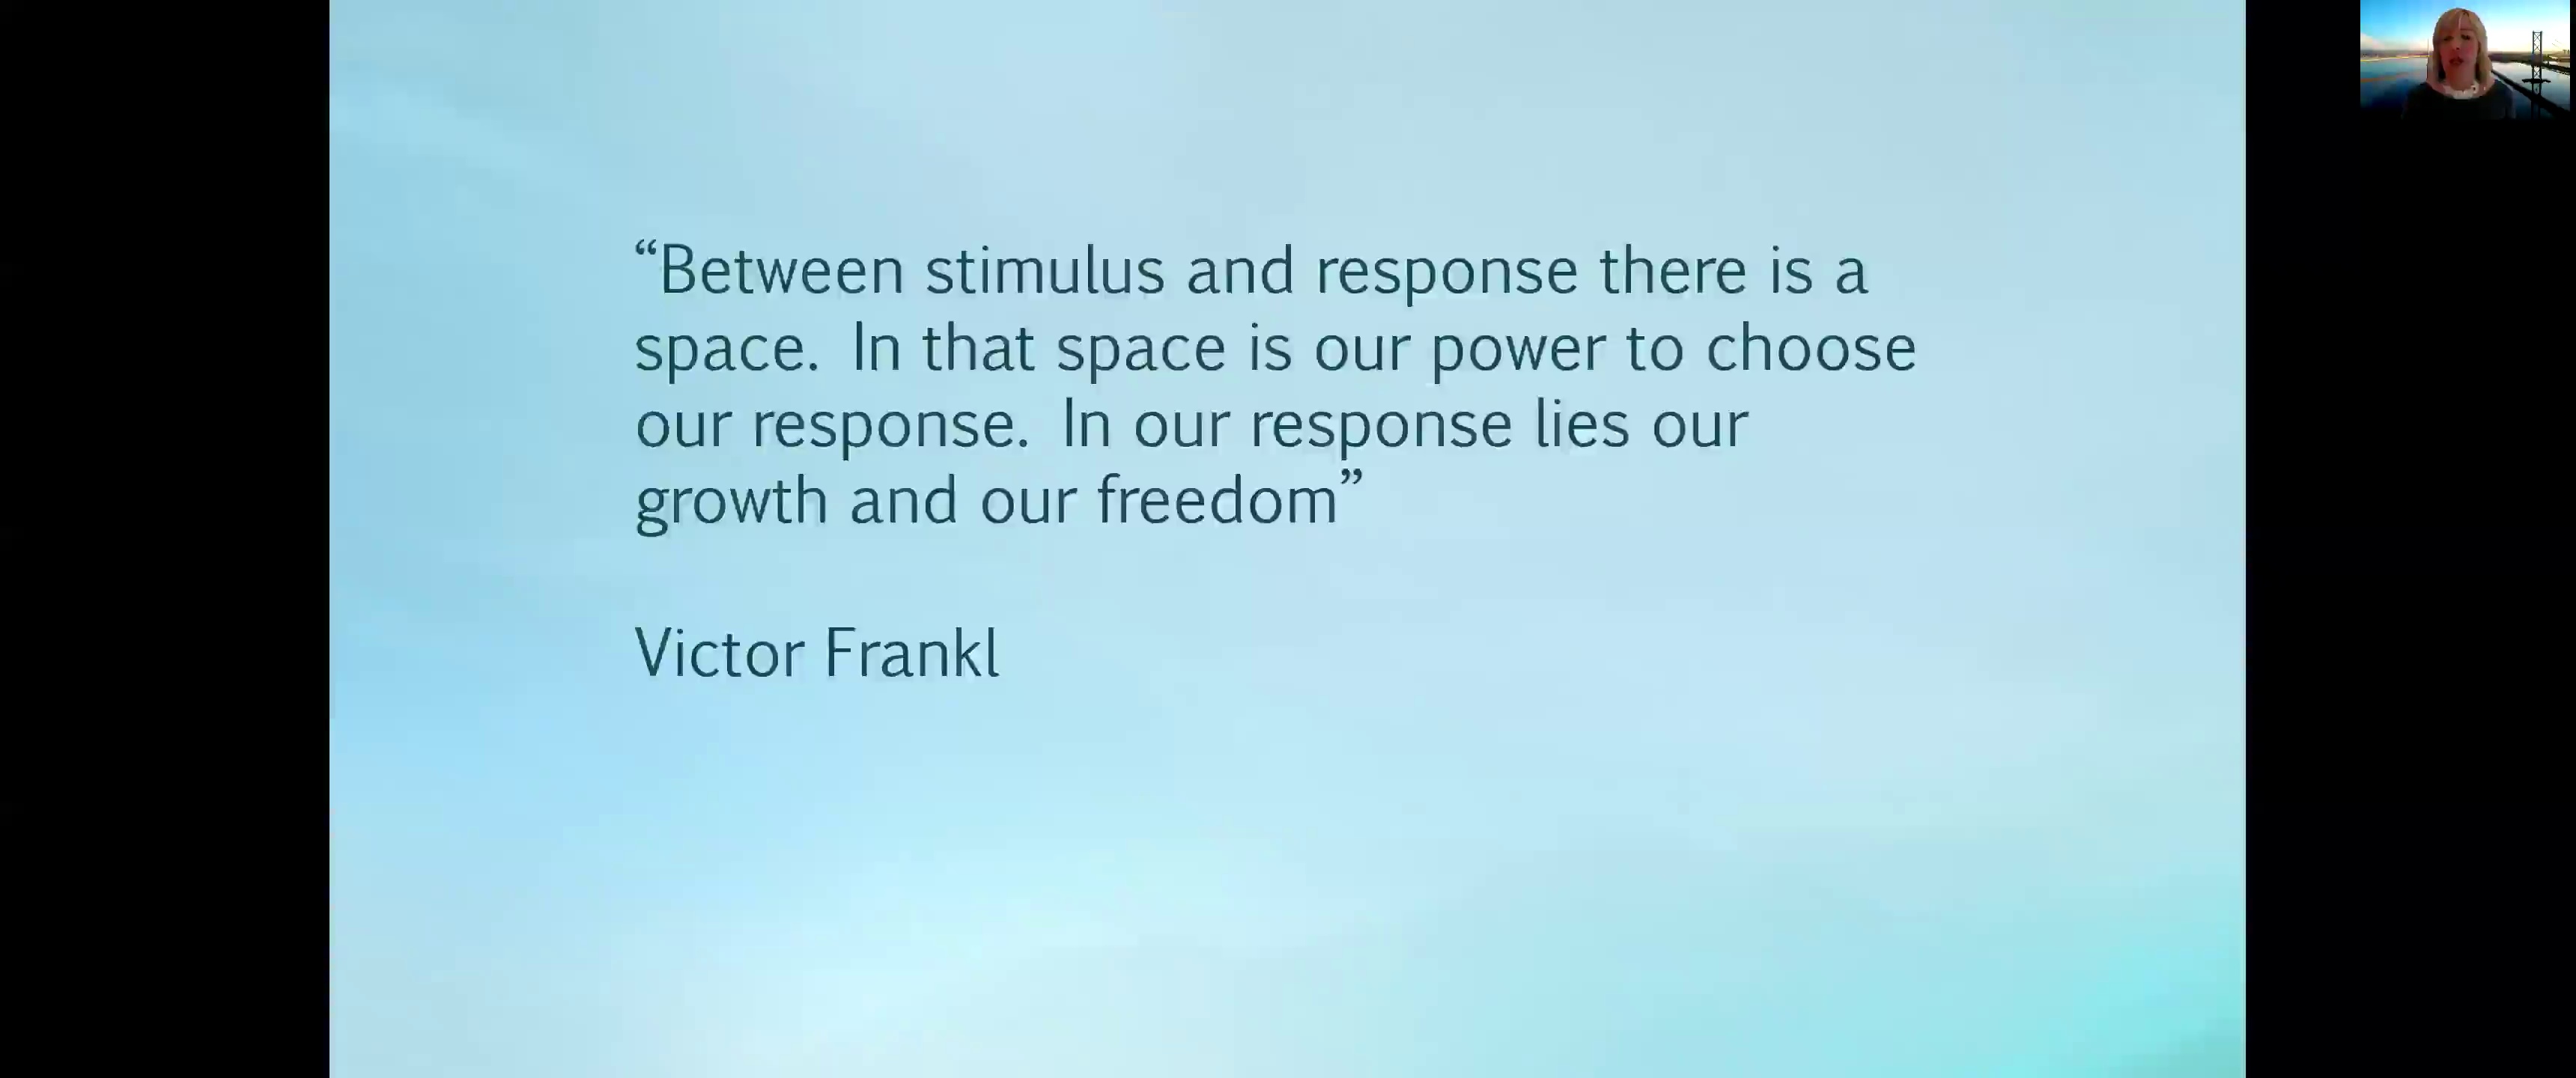 “Between stimulus and response there is a
space.  In that space is our power to choose
our response.  In our response lies our
growth and our freedom”
Victor Frankl